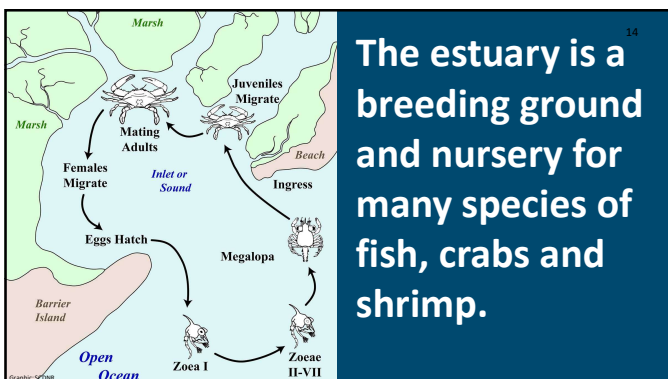 Marsh
14
The estuary is a
breeding ground
and nursery for
many species of
fish, crabs and
shrimp.
Juveniles
Migrate
Marsh
Mating
Adults
Beach
Females
Migrate
Inlet or
Sound
Ingress
Eggs Hatch
Megalopa
Barrier
Island
Open
Ocean
Zoea I
Zoeae
II-VII
Graphic: SCDNR